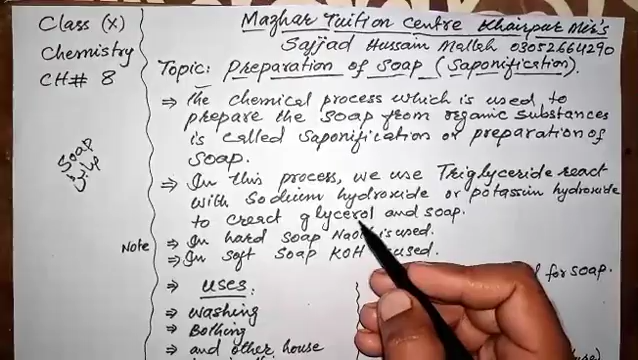 Class (X)
Chemistry
CH# 8
Mazhar Tuition Centre Khairpur Mir's
Sajjad Hussain Mallah 03052664290
Topic: Preparation of Soap (Saponification).
⇒ The chemical process which is used to
prepare the soap from organic substances
is called Saponification or preparation of
Soap.
Soap
⇒ In this process, we use Triglyceride react
with Sodium hydroxide or potassium hydroxide
to creact glycerol and soap.
Note ⇒ In hard soap NaOH is used.
⇒ In soft soap KOH is used.
for soap.
⇒ Uses:
⇒ Washing
⇒ Bothing
⇒ and other house